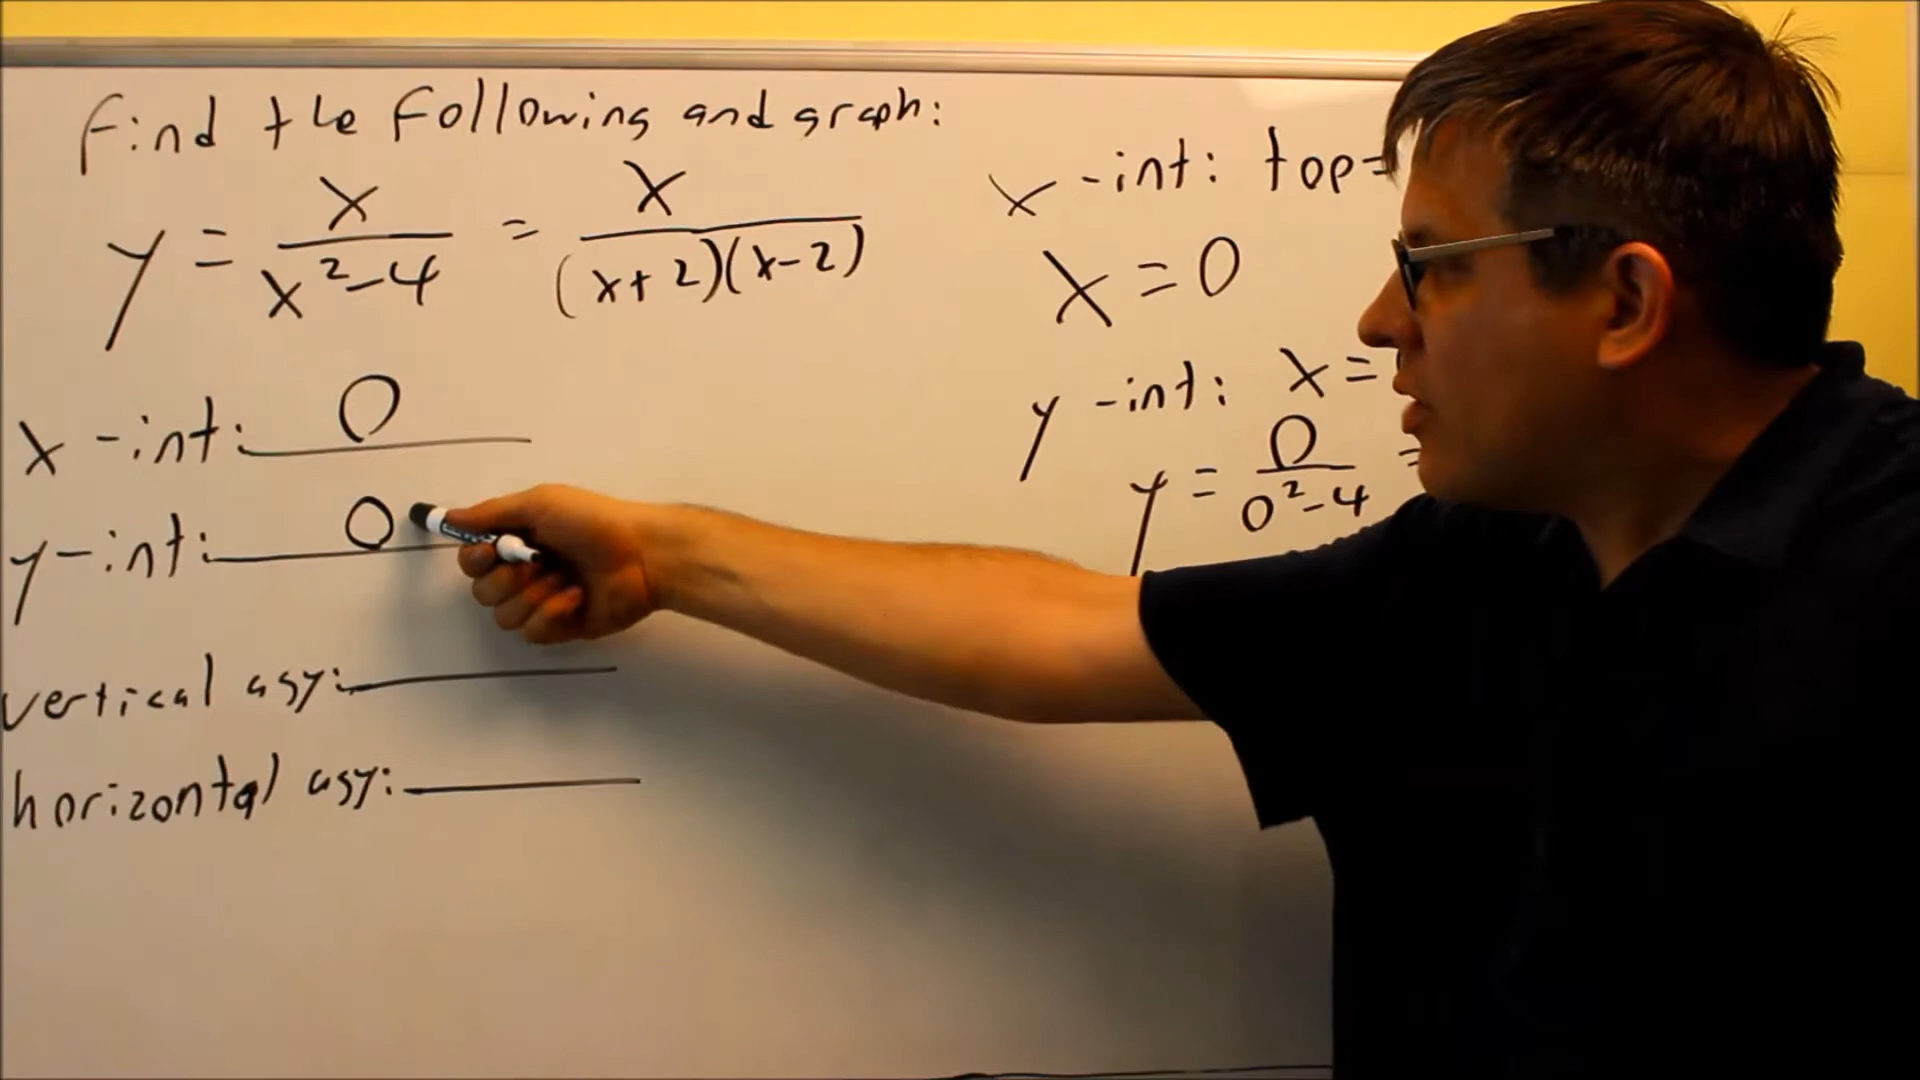 Find the following and graph:
y = x / (x² - 4) = x / ((x+2)(x-2))
x-int: 0
y-int: 0
vertical asy:
horizontal asy:
x-int: top=
x = 0
y-int: x =
y = 0 / (0² - 4) =